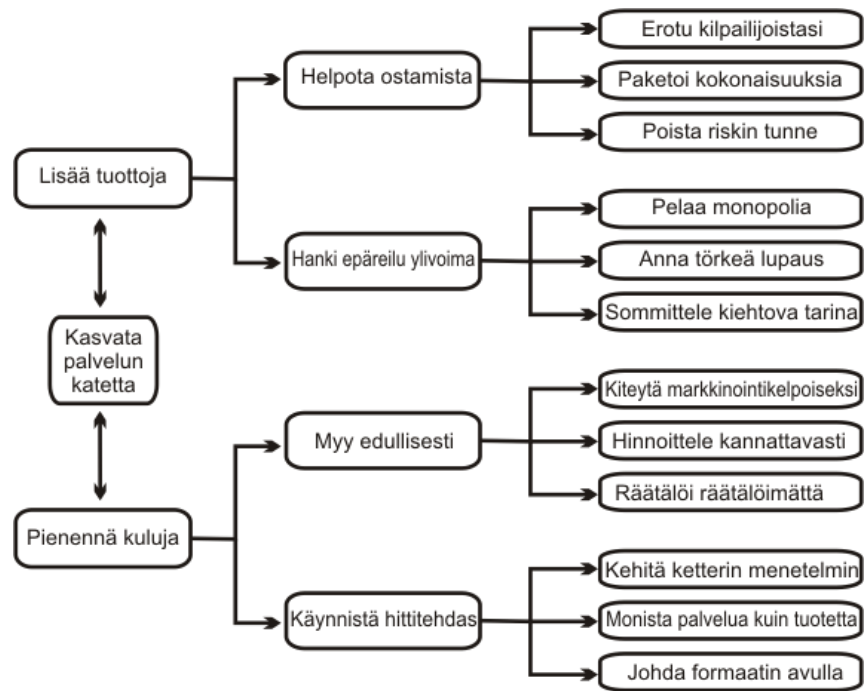 Erotu kilpailijoistasi
Helpota ostamista
Paketoi kokonaisuuksia
Poista riskin tunne
Lisää tuottoja
Pelaa monopolia
Hanki epäreilu ylivoima
Anna törkeä lupaus
Sommittele kiehtova tarina
Kasvata
palvelun
katetta
Kiteytä markkinointikelpoiseksi
Myy edullisesti
Hinnoittele kannattavasti
Räätälöi räätälöimättä
Pienennä kuluja
Kehitä ketterin menetelmin
Käynnistä hittitehdas
Monista palvelua kuin tuotetta
Johda formaatin avulla